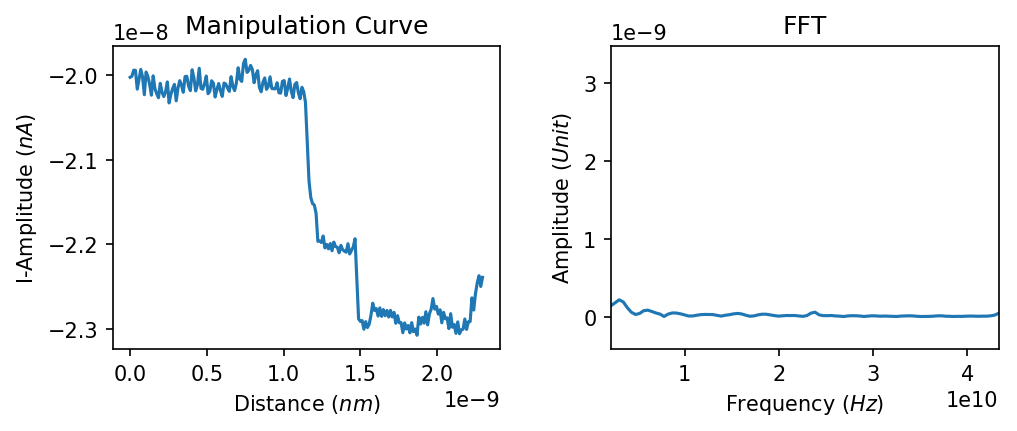 Manipulation Curve
1e−8
−2.0
−2.1
−2.2
−2.3
I-Amplitude (nA)
0.0 0.5 1.0 1.5 2.0
1e−9
Distance (nm)
FFT
1e−9
3
2
1
0
Amplitude (Unit)
1 2 3 4
1e10
Frequency (Hz)